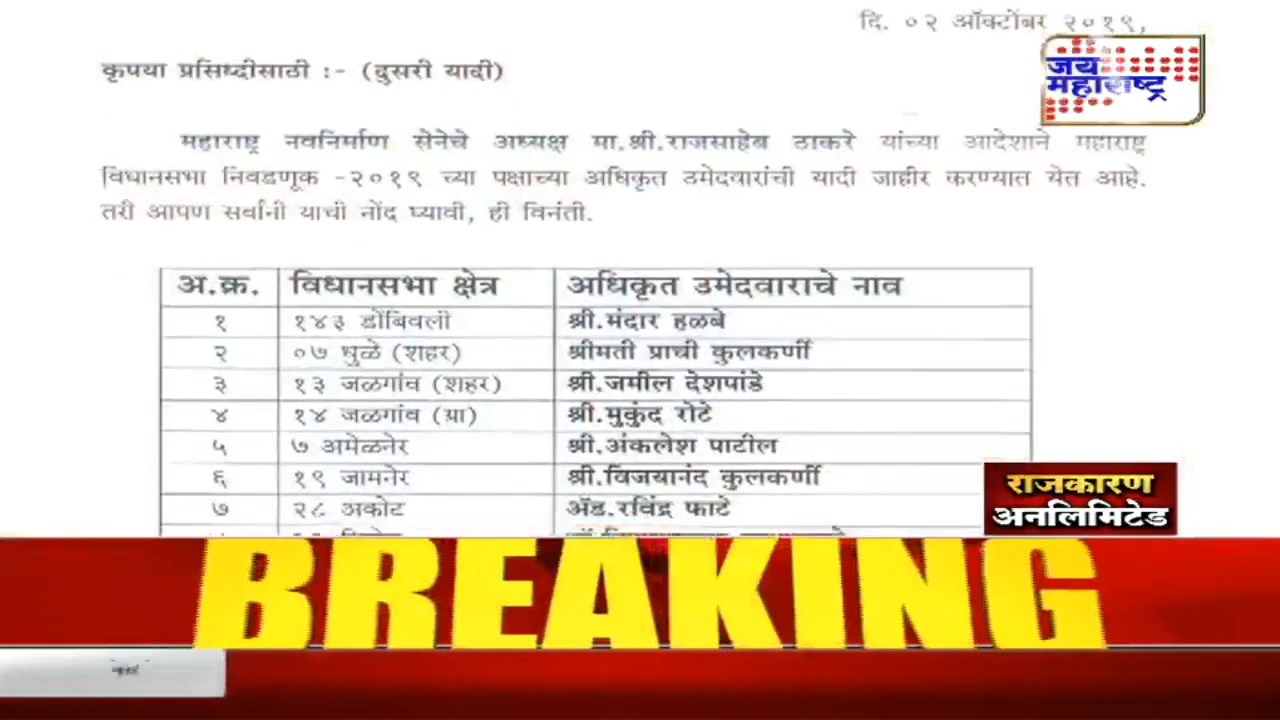 दि. ०२ ऑक्टोंबर २०१९,
जय
महाराष्ट्र
कृपया प्रसिध्दीसाठी :- (दुसरी यादी)
महाराष्ट्र नवनिर्माण सेनेचे अध्यक्ष मा.श्री.राजसाहेब ठाकरे यांच्या आदेशाने महाराष्ट्र
विधानसभा निवडणूक -२०१९ च्या पक्षाच्या अधिकृत उमेदवारांची यादी जाहीर करण्यात येत आहे.
तरी आपण सर्वांनी याची नोंद घ्यावी, ही विनंती.
अ.क्र. विधानसभा क्षेत्र अधिकृत उमेदवाराचे नाव
१ १४३ डोंबिवली श्री.मंदार हळबे
२ ०७ धुळे (शहर) श्रीमती प्राची कुलकर्णी
३ १३ जळगांव (शहर) श्री.जमील देशपांडे
४ १४ जळगांव (ग्रा) श्री.मुकुंद रोटे
५ ७ अमेळनेर श्री.अंकलेश पाटील
६ १९ जामनेर श्री.विजयानंद कुलकर्णी
७ २८ अकोट ॲड.रविंद्र फाटे
राजकारण
अनलिमिटेड
BREAKING